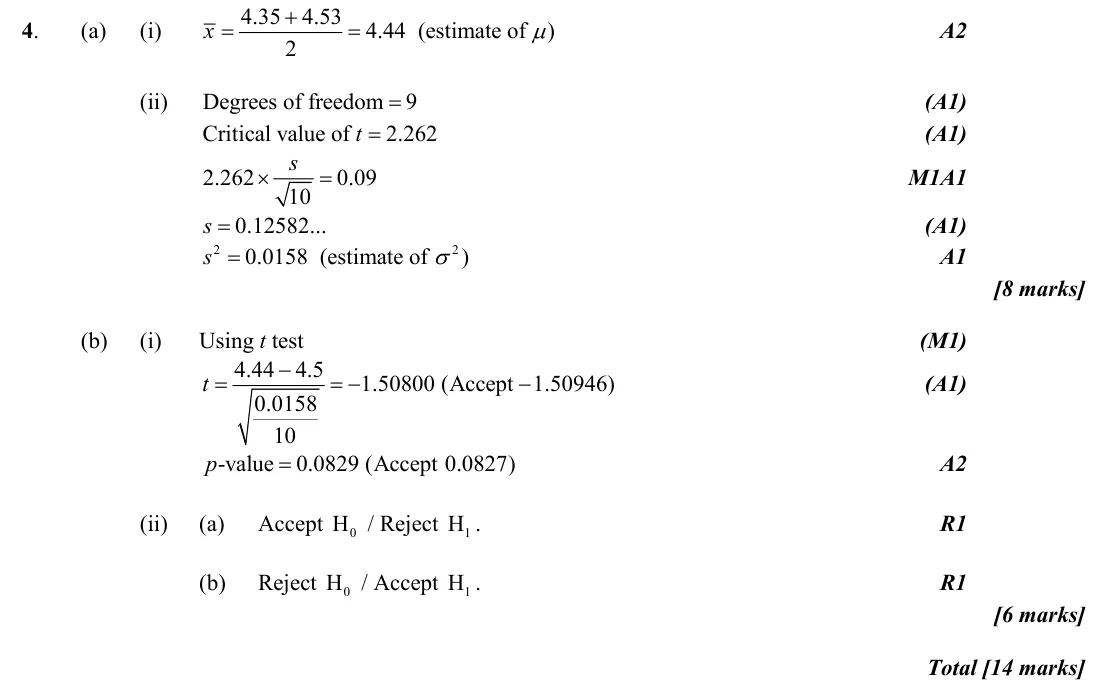 4. (a) (i) x̄ = (4.35 + 4.53)/2 = 4.44 (estimate of μ) A2
(ii) Degrees of freedom = 9 (A1)
Critical value of t = 2.262 (A1)
2.262 × s/√10 = 0.09 M1A1
s = 0.12582... (A1)
s² = 0.0158 (estimate of σ²) A1
[8 marks]
(b) (i) Using t test (M1)
t = (4.44 − 4.5)/√(0.0158/10) = −1.50800 (Accept −1.50946) (A1)
p-value = 0.0829 (Accept 0.0827) A2
(ii) (a) Accept H₀ / Reject H₁. R1
(b) Reject H₀ / Accept H₁. R1
[6 marks]
Total [14 marks]